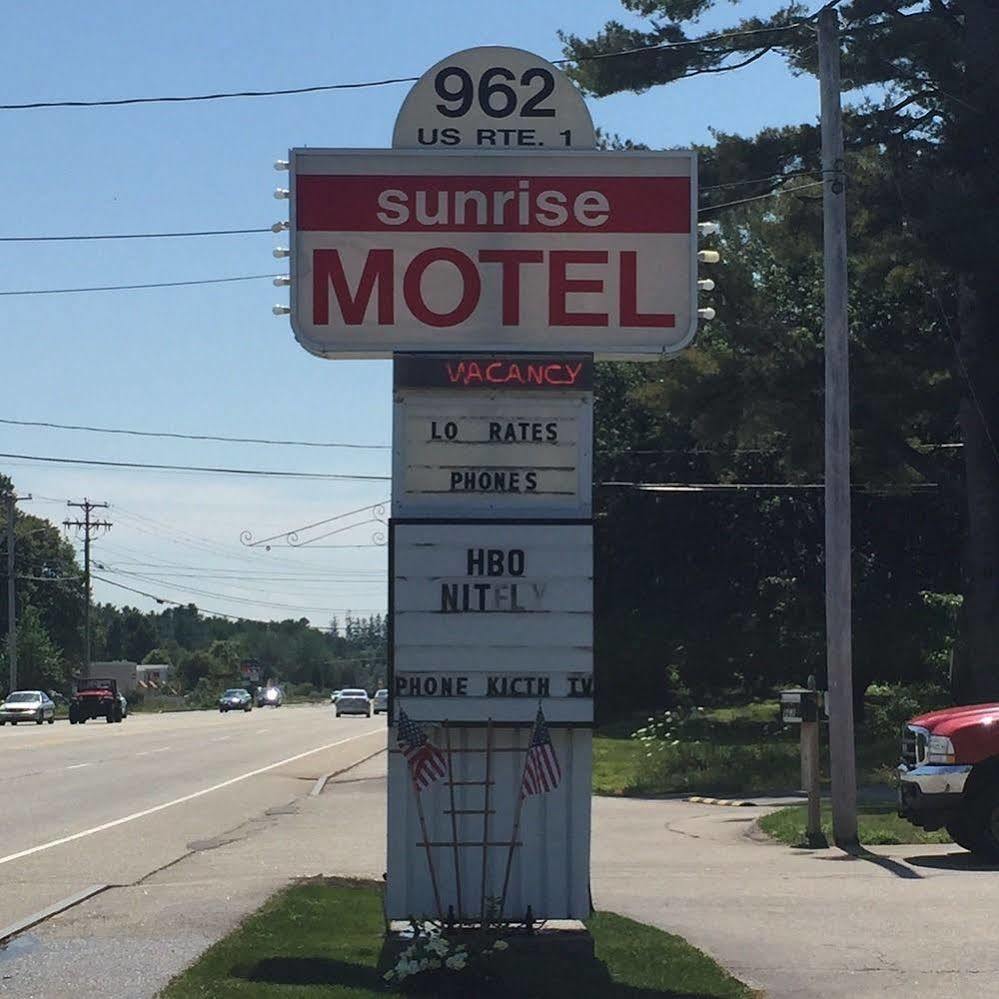 962
US RTE. 1
sunrise
MOTEL
VACANCY
LO RATES
PHONES
HBO
NITELY
PHONE KICTH TV